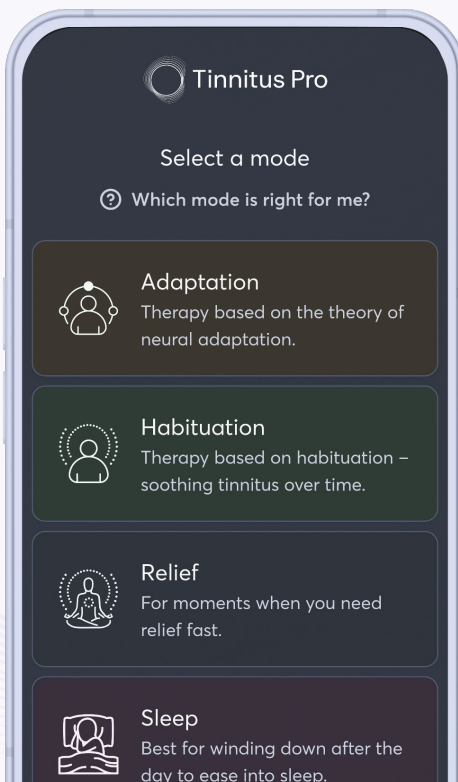 Tinnitus Pro
Select a mode
? Which mode is right for me?
Adaptation
Therapy based on the theory of
neural adaptation.
Habituation
Therapy based on habituation –
soothing tinnitus over time.
Relief
For moments when you need
relief fast.
Sleep
Best for winding down after the
day to ease into sleep.